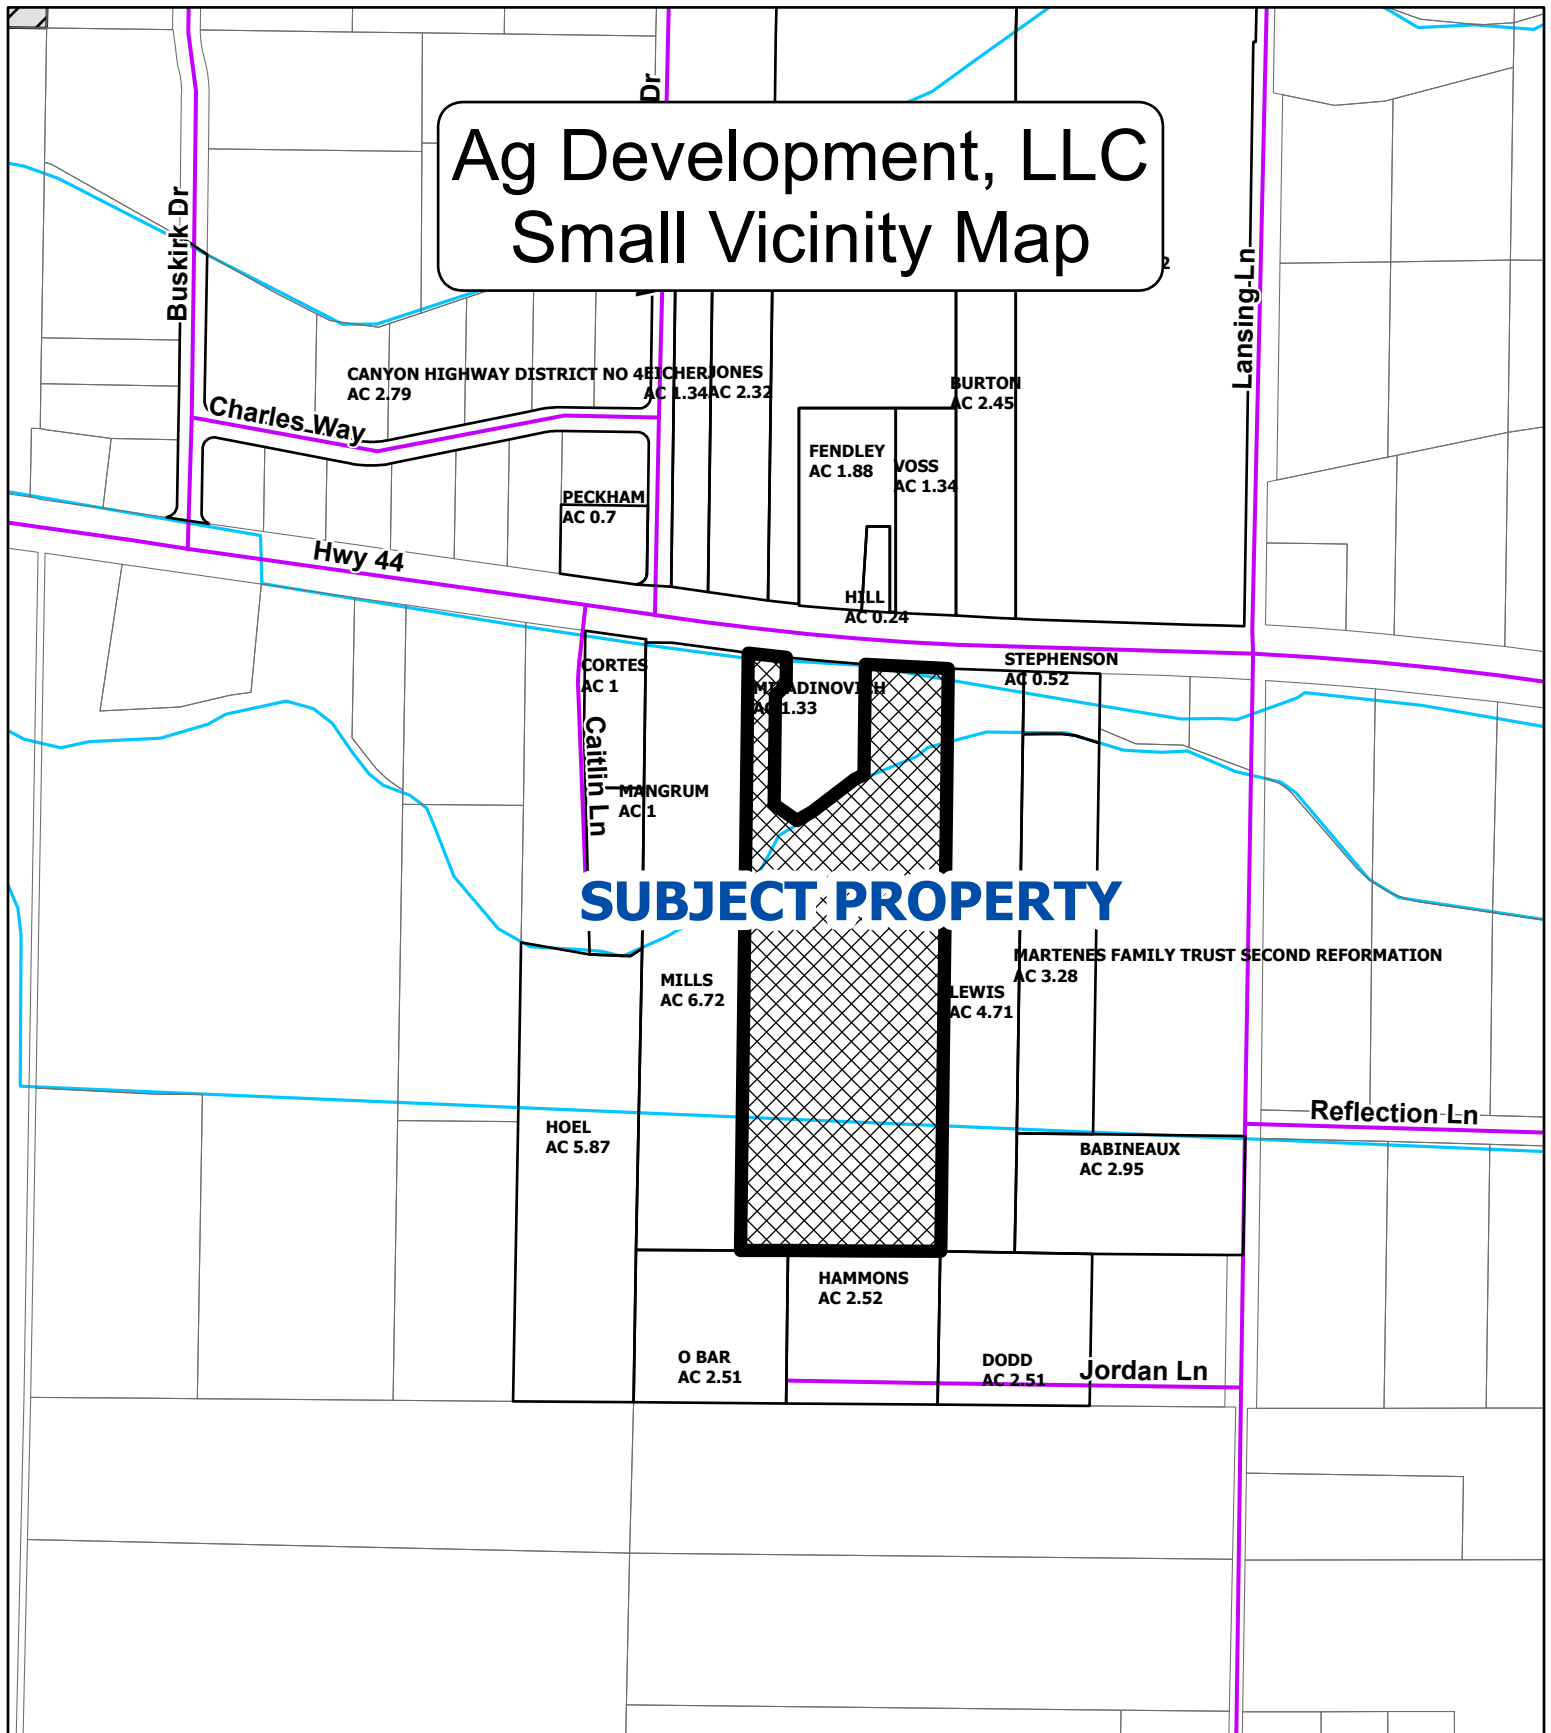 Dr
Ag Development, LLC
Small Vicinity Map
Buskirk Dr
2
Lansing Ln
CANYON HIGHWAY DISTRICT NO 4
AC 2.79
EICHER
AC 1.34
JONES
AC 2.32
BURTON
AC 2.45
Charles Way
FENDLEY
AC 1.88
VOSS
AC 1.34
PECKHAM
AC 0.7
Hwy 44
HILL
AC 0.24
CORTES
AC 1
STEPHENSON
AC 0.52
AC 1.33
Caitlin Ln
MANGRUM
AC 1
SUBJECT PROPERTY
MARTENES FAMILY TRUST SECOND REFORMATION
AC 3.28
MILLS
AC 6.72
LEWIS
AC 4.71
Reflection Ln
HOEL
AC 5.87
BABINEAUX
AC 2.95
HAMMONS
AC 2.52
O BAR
AC 2.51
DODD
AC 2.51
Jordan Ln